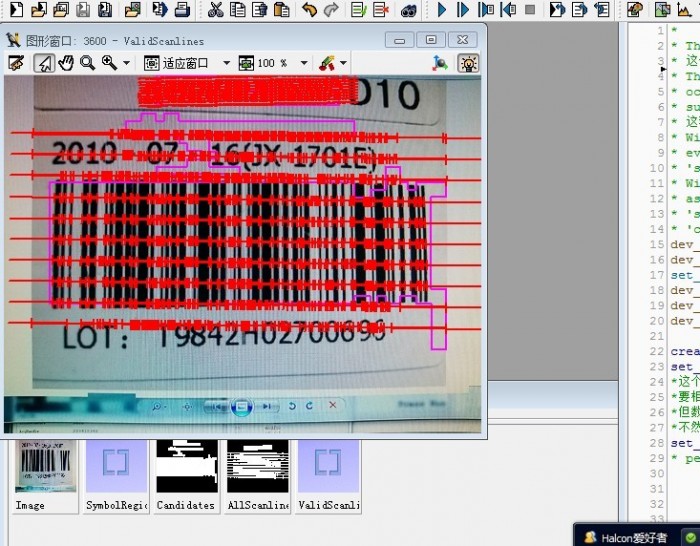 图形窗口: 3600 - ValidScanlines
适应窗口
100 %
D10
2010 07 16(JX-1701E)
LOT: T9842H02700696
Image
SymbolRegi
Candidates
AllScanline
ValidScanli
1 *
2 * Th
3 * 这
4 * Th
5 * oc
6 * su
7 * 这
8 * Wi
9 * ev
10 * 's
11 * Wi
12 * as
13 * 's
14 * 'c
15 dev_
16 dev_
17 set_
18 dev_
19 dev_
20 dev_
21
22 crea
23 set_
24 *这个
25 *要相
26 *但数
27 *不然
28 set_
29 * pe
30
31
32
33
Halcon爱好者